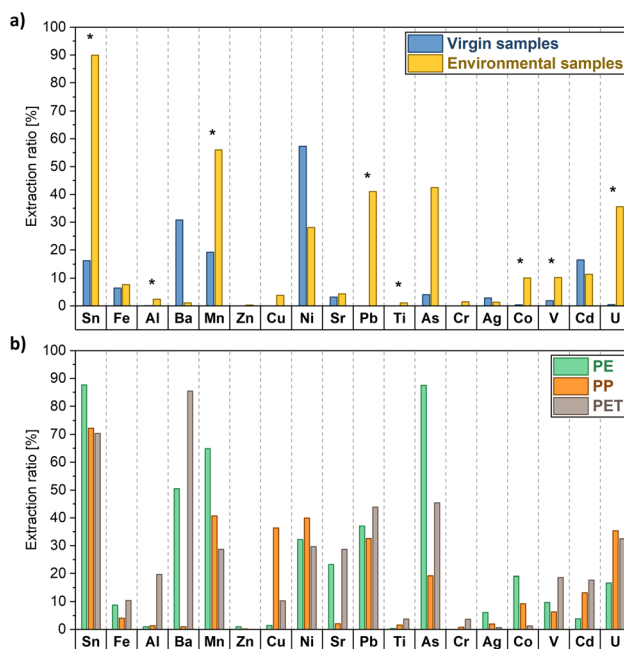 a)
Extraction ratio [%]
100
90
80
70
60
50
40
30
20
10
0
Virgin samples
Environmental samples
* * * * * * * *
Sn Fe Al Ba Mn Zn Cu Ni Sr Pb Ti As Cr Ag Co V Cd U
b)
Extraction ratio [%]
100
90
80
70
60
50
40
30
20
10
0
PE
PP
PET
Sn Fe Al Ba Mn Zn Cu Ni Sr Pb Ti As Cr Ag Co V Cd U